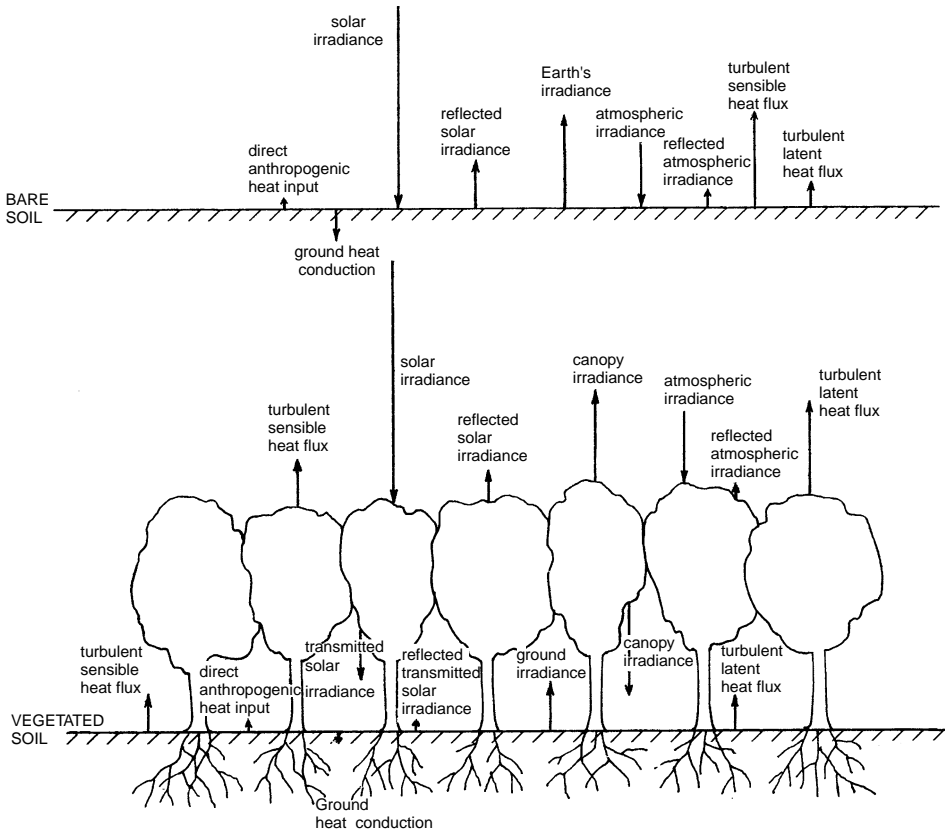 solar
irradiance
Earth's
irradiance
turbulent
sensible
heat flux
reflected
solar
irradiance
atmospheric
irradiance
reflected
atmospheric
irradiance
turbulent
latent
heat flux
direct
anthropogenic
heat input
BARE
SOIL
ground heat
conduction
solar
irradiance
canopy
irradiance
atmospheric
irradiance
turbulent
latent
heat flux
turbulent
sensible
heat flux
reflected
solar
irradiance
reflected
atmospheric
irradiance
turbulent
sensible
heat flux
direct
anthropogenic
heat input
transmitted
solar
irradiance
reflected
transmitted
solar
irradiance
ground
irradiance
canopy
irradiance
turbulent
latent
heat flux
VEGETATED
SOIL
Ground
heat conduction